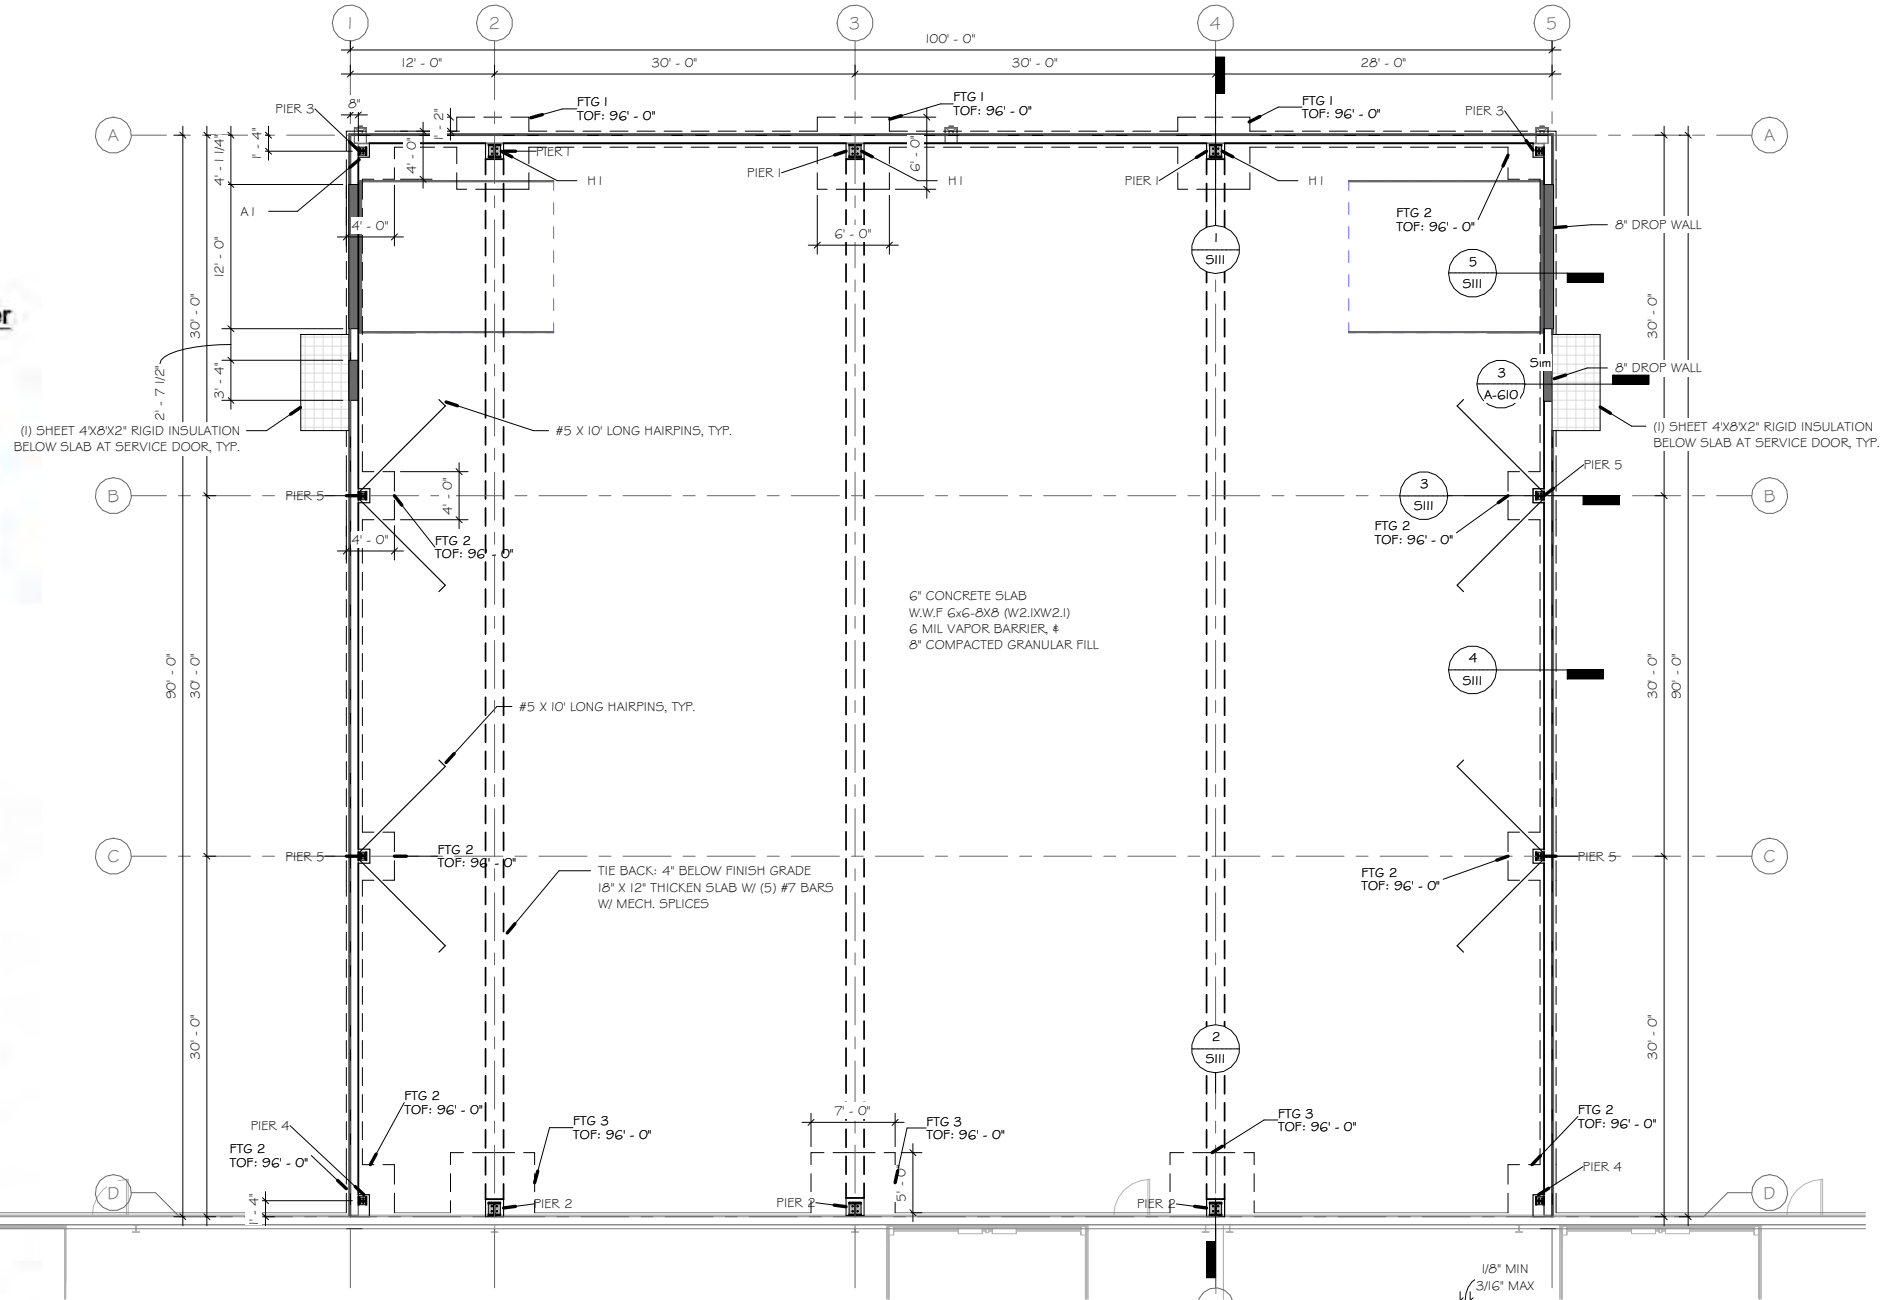 1
2
3
4
5
100' - 0"
12' - 0"
30' - 0"
30' - 0"
28' - 0"
PIER 3
8"
1' - 2"
FTG 1
TOF: 96' - 0"
FTG 1
TOF: 96' - 0"
FTG 1
TOF: 96' - 0"
PIER 3
A
A
1' - 4"
4' - 1 1/4"
4' - 0"
PIER 1
H1
PIER 1
6' - 0"
H1
PIER 1
H1
A1
4' - 0"
6' - 0"
FTG 2
TOF: 96' - 0"
8" DROP WALL
1
S111
5
S111
12' - 0"
30' - 0"
30' - 0"
er
2' - 7 1/2"
3' - 4"
Sim
3
A-610
8" DROP WALL
(1) SHEET 4'X8'X2" RIGID INSULATION
BELOW SLAB AT SERVICE DOOR, TYP.
#5 X 10' LONG HAIRPINS, TYP.
(1) SHEET 4'X8'X2" RIGID INSULATION
BELOW SLAB AT SERVICE DOOR, TYP.
PIER 5
B
PIER 5
4' - 0"
4' - 0"
FTG 2
TOF: 96' - 0"
3
S111
FTG 2
TOF: 96' - 0"
B
6" CONCRETE SLAB
W.W.F 6x6-8X8 (W2.1XW2.1)
6 MIL VAPOR BARRIER, &
8" COMPACTED GRANULAR FILL
90' - 0"
30' - 0"
4
S111
30' - 0"
90' - 0"
#5 X 10' LONG HAIRPINS, TYP.
C
PIER 5
FTG 2
TOF: 96' - 0"
PIER 5
C
FTG 2
TOF: 96' - 0"
TIE BACK: 4" BELOW FINISH GRADE
18" X 12" THICKEN SLAB W/ (5) #7 BARS
W/ MECH. SPLICES
30' - 0"
2
S111
30' - 0"
FTG 2
TOF: 96' - 0"
PIER 4
FTG 2
TOF: 96' - 0"
FTG 3
TOF: 96' - 0"
7' - 0"
FTG 3
TOF: 96' - 0"
FTG 3
TOF: 96' - 0"
FTG 2
TOF: 96' - 0"
PIER 4
D
1' - 4"
PIER 2
PIER 2
5' - 0"
PIER 2
D
1/8" MIN
3/16" MAX